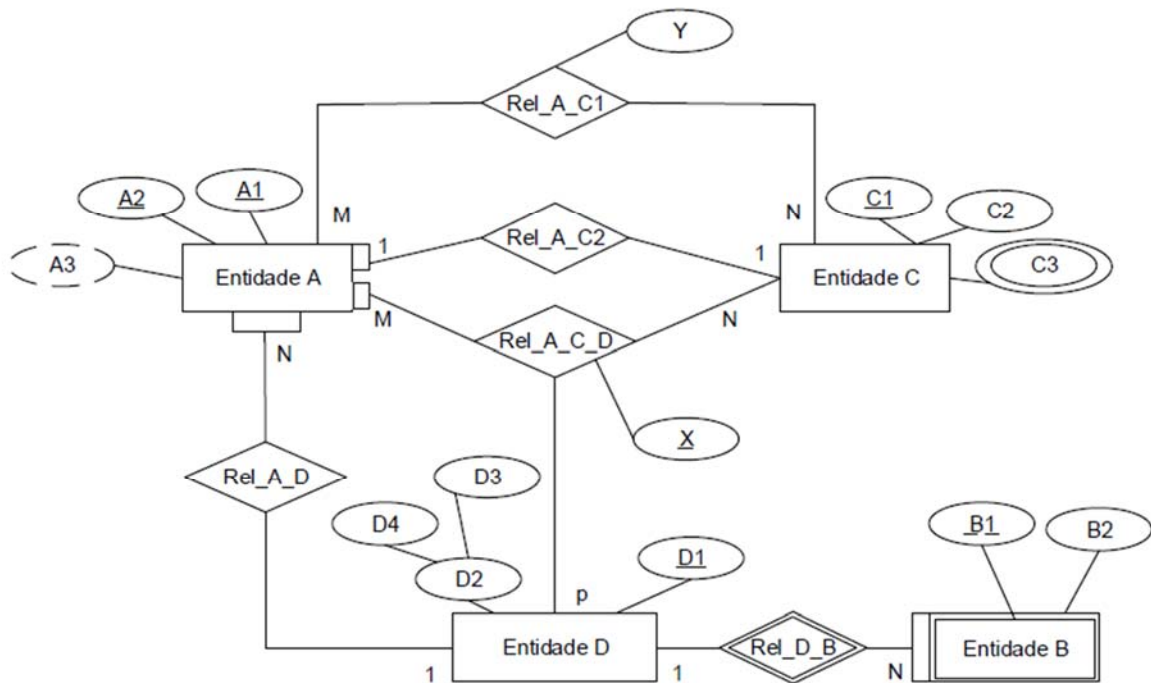 Y
Rel_A_C1
A2
A1
M
N
C1
C2
A3
Entidade A
1
Rel_A_C2
1
Entidade C
C3
M
N
Rel_A_C_D
N
X
Rel_A_D
D3
D4
D2
D1
B1
B2
p
Entidade D
Rel_D_B
Entidade B
1
1
N